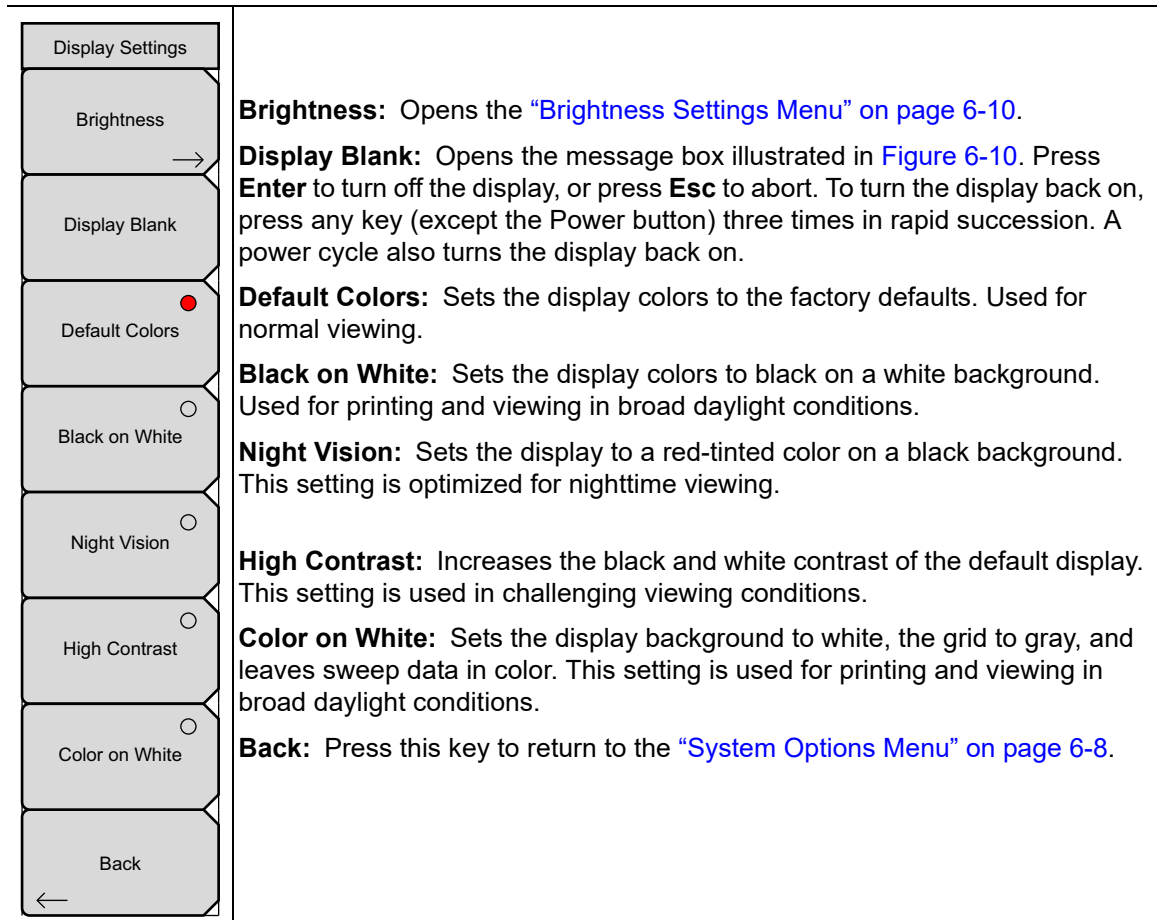 Display Settings
Brightness
Display Blank
Default Colors
Black on White
Night Vision
High Contrast
Color on White
Back
Brightness: Opens the “Brightness Settings Menu” on page 6-10.
Display Blank: Opens the message box illustrated in Figure 6-10. Press
Enter to turn off the display, or press Esc to abort. To turn the display back on,
press any key (except the Power button) three times in rapid succession. A
power cycle also turns the display back on.
Default Colors: Sets the display colors to the factory defaults. Used for
normal viewing.
Black on White: Sets the display colors to black on a white background.
Used for printing and viewing in broad daylight conditions.
Night Vision: Sets the display to a red-tinted color on a black background.
This setting is optimized for nighttime viewing.
High Contrast: Increases the black and white contrast of the default display.
This setting is used in challenging viewing conditions.
Color on White: Sets the display background to white, the grid to gray, and
leaves sweep data in color. This setting is used for printing and viewing in
broad daylight conditions.
Back: Press this key to return to the “System Options Menu” on page 6-8.